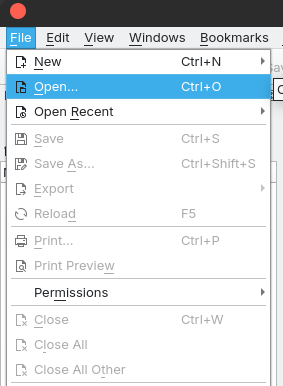 File Edit View Windows Bookmarks
New Ctrl+N
Open... Ctrl+O
Open Recent
Save Ctrl+S
Save As... Ctrl+Shift+S
Export
Reload F5
Print... Ctrl+P
Print Preview
Permissions
Close Ctrl+W
Close All
Close All Other